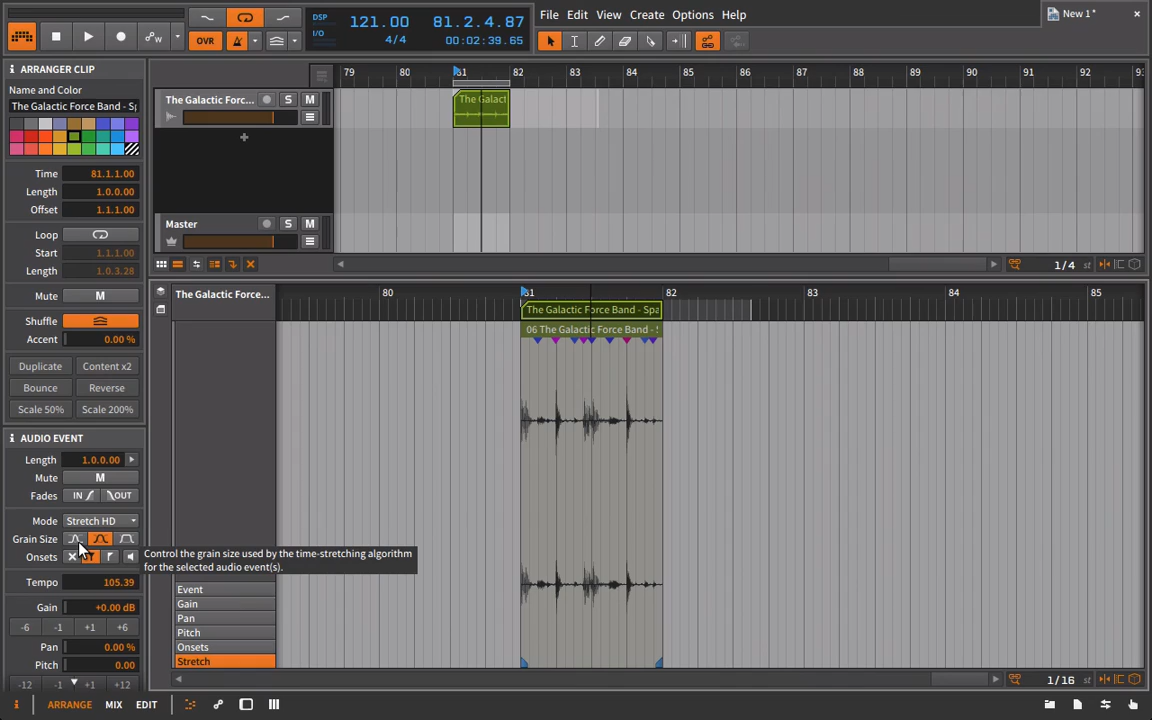 DSP
I/O
121.00
4/4
81.2.4.87
00:02:39.65
File Edit View Create Options Help
New 1*
OVR
ARRANGER CLIP
Name and Color
The Galactic Force Band - Sp
Time 81.1.1.00
Length 1.0.0.00
Offset 1.1.1.00
Loop
Start 1.1.1.00
Length 1.0.3.28
Mute M
Shuffle
Accent 0.00 %
Duplicate Content x2
Bounce Reverse
Scale 50% Scale 200%
AUDIO EVENT
Length 1.0.0.00
Mute M
Fades IN OUT
Mode Stretch HD
Grain Size
Onsets
Tempo 105.39
Gain +0.00 dB
-6 -1 +1 +6
Pan 0.00 %
Pitch 0.00
-12 -1 +1 +12
79 80 81 82 83 84 85 86 87 88 89 90 91 92
The Galactic Forc... S M
The Galact
Master S M
1/4 st
The Galactic Force...
80 81 82 83 84 85
The Galactic Force Band - Spa
06 The Galactic Force Band -
Control the grain size used by the time-stretching algorithm
for the selected audio event(s).
Event
Gain
Pan
Pitch
Onsets
Stretch
1/16 st
i ARRANGE MIX EDIT